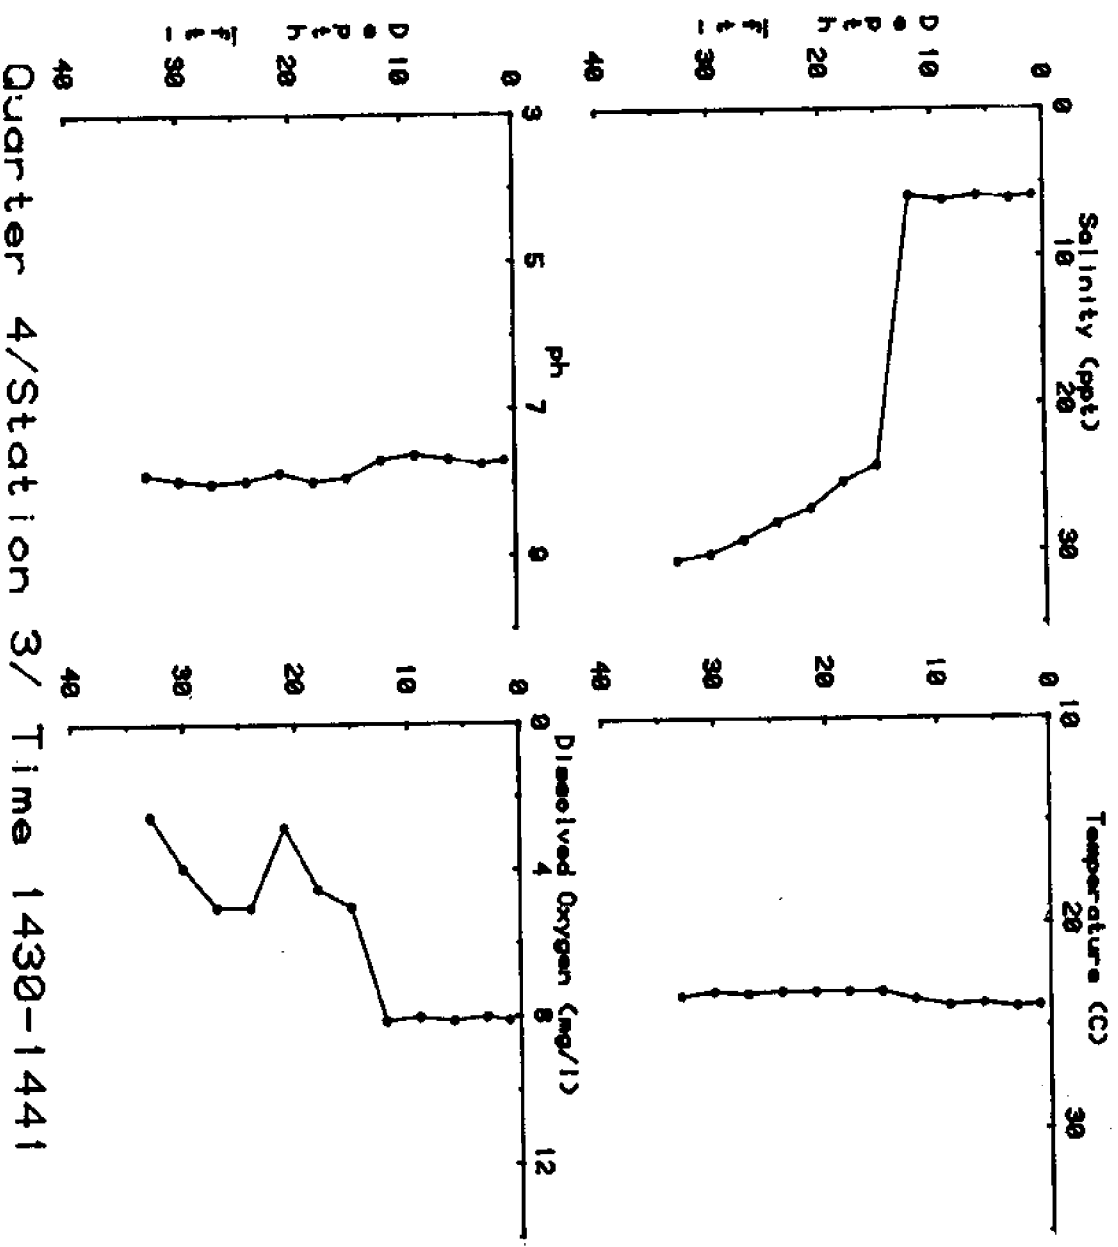 Salinity (ppt)
0 10 20 30
0
10
20
30
40
Depth
-Ft-
Temperature (C)
10 20 30
0
10
20
30
40
ph
3 5 7 9
0
10
20
30
40
Depth
-Ft-
Dissolved Oxygen (mg/l)
0 4 8 12
0
10
20
30
40
Quarter 4/Station 3/ Time 1430-1441